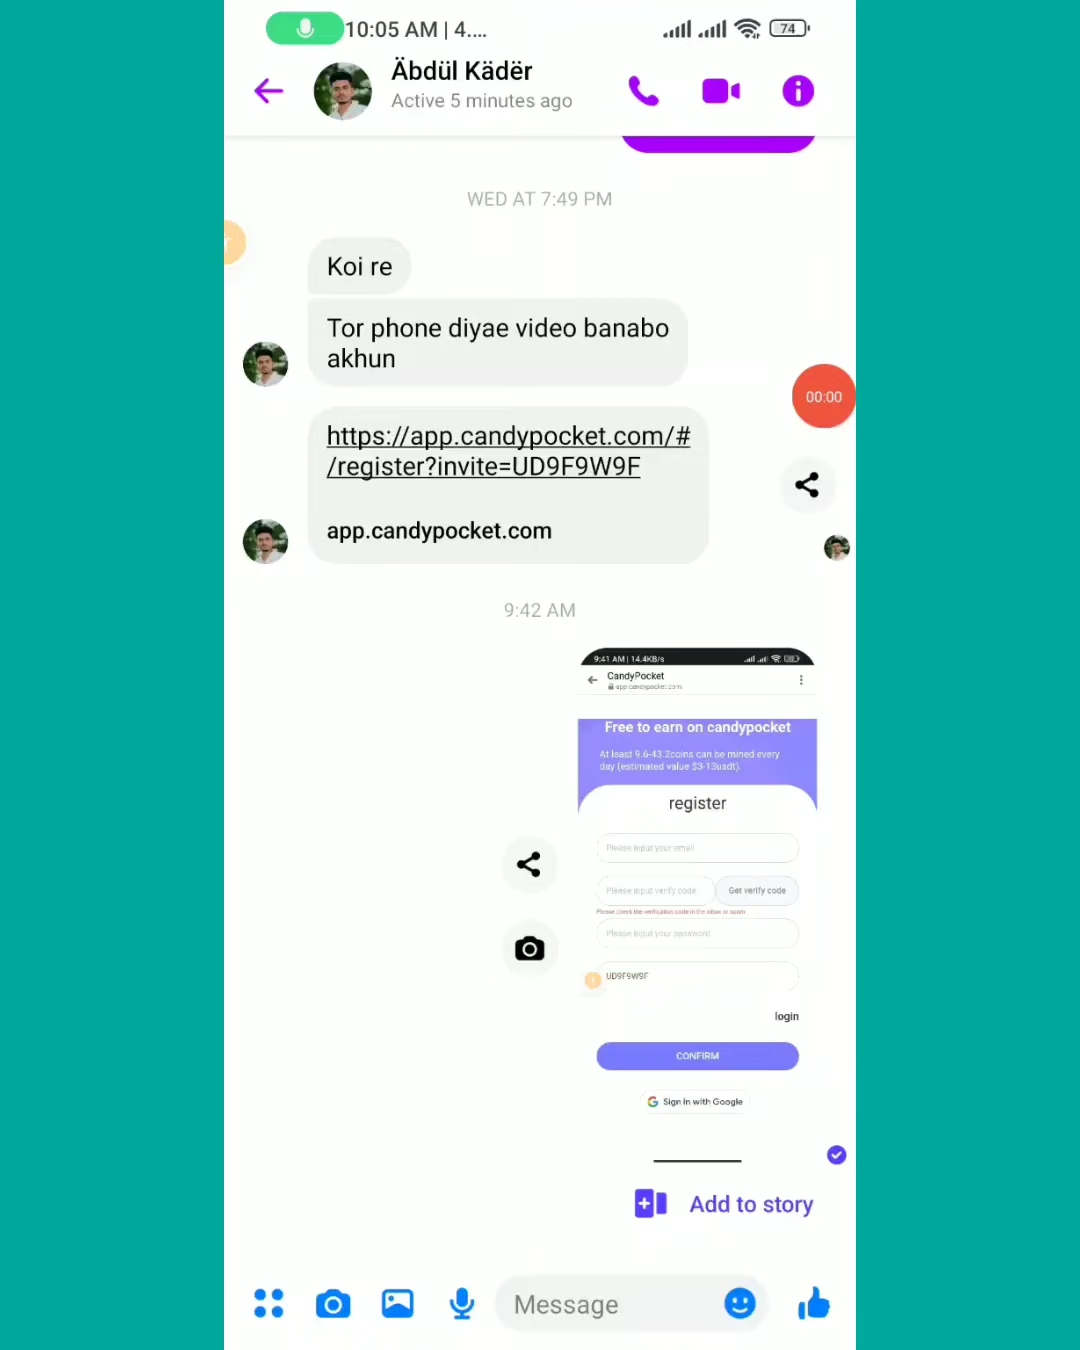 10:05 AM | 4....
74
Äbdül Kädër
Active 5 minutes ago
WED AT 7:49 PM
Koi re
Tor phone diyae video banabo
akhun
00:00
https://app.candypocket.com/#
/register?invite=UD9F9W9F
app.candypocket.com
9:42 AM
9:41 AM | 14.4KB/s
CandyPocket
app.candypocket.com
Free to earn on candypocket
At least 9.6-43.2coins can be mined every
day (estimated value $3-13usdt).
register
Please input your email
Please input verify code
Get verify code
Please check the verification code in the inbox or spam
Please input your password
UD9F9W9F
login
CONFIRM
Sign in with Google
Add to story
Message